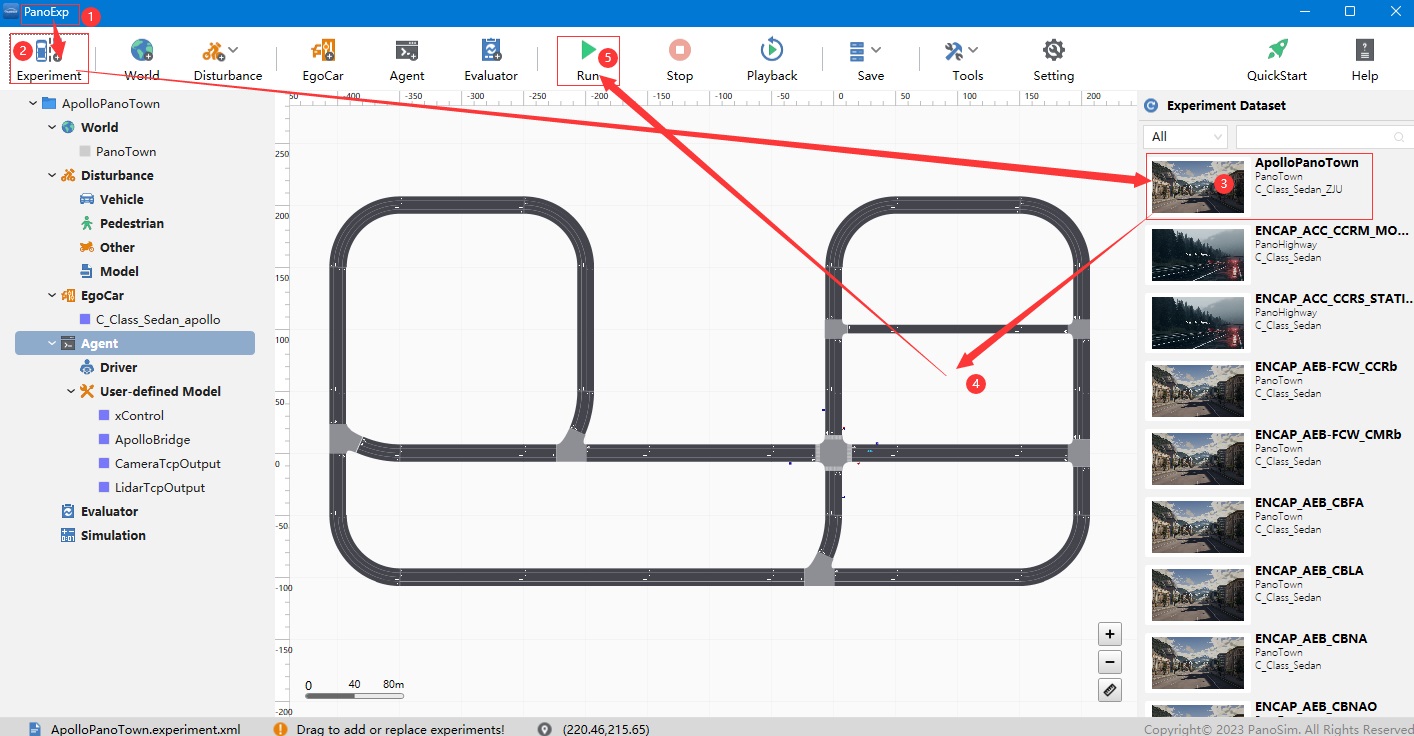 PanoExp
1
2
5
Experiment
World
Disturbance
EgoCar
Agent
Evaluator
Run
Stop
Playback
Save
Tools
Setting
QuickStart
Help
ApolloPanoTown
World
PanoTown
Disturbance
Vehicle
Pedestrian
Other
Model
EgoCar
C_Class_Sedan_apollo
Agent
Driver
User-defined Model
xControl
ApolloBridge
CameraTcpOutput
LidarTcpOutput
Evaluator
Simulation
50 -400 -350 -300 -250 -200 -150 -100 -50 0 50 100 150 200
250
200
150
100
50
0
-50
-100
-150
-200
4
0 40 80m
+
−
Experiment Dataset
All
3
ApolloPanoTown
PanoTown
C_Class_Sedan_ZJU
ENCAP_ACC_CCRM_MO...
PanoHighway
C_Class_Sedan
ENCAP_ACC_CCRS_STATI...
PanoHighway
C_Class_Sedan
ENCAP_AEB-FCW_CCRb
PanoTown
C_Class_Sedan
ENCAP_AEB-FCW_CMRb
PanoTown
C_Class_Sedan
ENCAP_AEB_CBFA
PanoTown
C_Class_Sedan
ENCAP_AEB_CBLA
PanoTown
C_Class_Sedan
ENCAP_AEB_CBNA
PanoTown
C_Class_Sedan
ENCAP_AEB_CBNAO
ApolloPanoTown.experiment.xml
Drag to add or replace experiments!
(220.46,215.65)
Copyright© 2023 PanoSim. All Rights Reserved